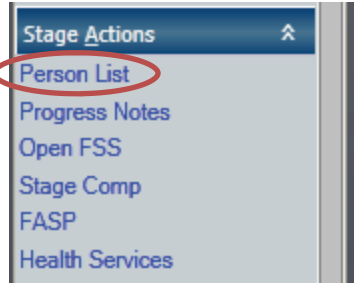 Stage Actions
Person List
Progress Notes
Open FSS
Stage Comp
FASP
Health Services